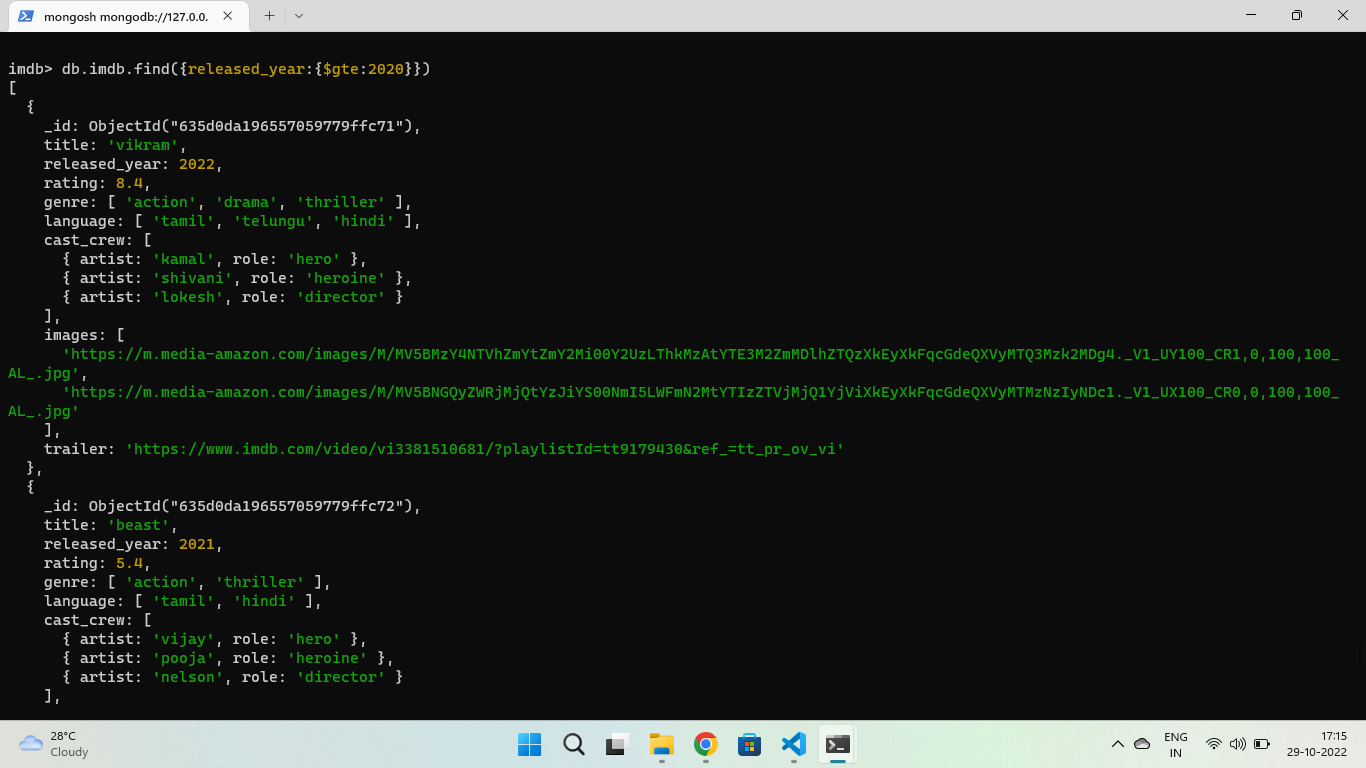 mongosh mongodb://127.0.0.
imdb> db.imdb.find({released_year:{$gte:2020}})
[
  {
    _id: ObjectId("635d0da196557059779ffc71"),
    title: 'vikram',
    released_year: 2022,
    rating: 8.4,
    genre: [ 'action', 'drama', 'thriller' ],
    language: [ 'tamil', 'telungu', 'hindi' ],
    cast_crew: [
      { artist: 'kamal', role: 'hero' },
      { artist: 'shivani', role: 'heroine' },
      { artist: 'lokesh', role: 'director' }
    ],
    images: [
      'https://m.media-amazon.com/images/M/MV5BMzY4NTVhZmYtZmY2Mi00Y2UzLThkMzAtYTE3M2ZmMDlhZTQzXkEyXkFqcGdeQXVyMTQ3Mzk2MDg4._V1_UY100_CR1,0,100,100_
AL_.jpg',
      'https://m.media-amazon.com/images/M/MV5BNGQyZWRjMjQtYzJiYS00NmI5LWFmN2MtYTIzZTVjMjQ1YjViXkEyXkFqcGdeQXVyMTMzNzIyNDc1._V1_UX100_CR0,0,100,100_
AL_.jpg'
    ],
    trailer: 'https://www.imdb.com/video/vi3381510681/?playlistId=tt9179430&ref_=tt_pr_ov_vi'
  },
  {
    _id: ObjectId("635d0da196557059779ffc72"),
    title: 'beast',
    released_year: 2021,
    rating: 5.4,
    genre: [ 'action', 'thriller' ],
    language: [ 'tamil', 'hindi' ],
    cast_crew: [
      { artist: 'vijay', role: 'hero' },
      { artist: 'pooja', role: 'heroine' },
      { artist: 'nelson', role: 'director' }
    ],
28°C
Cloudy
ENG
IN
17:15
29-10-2022